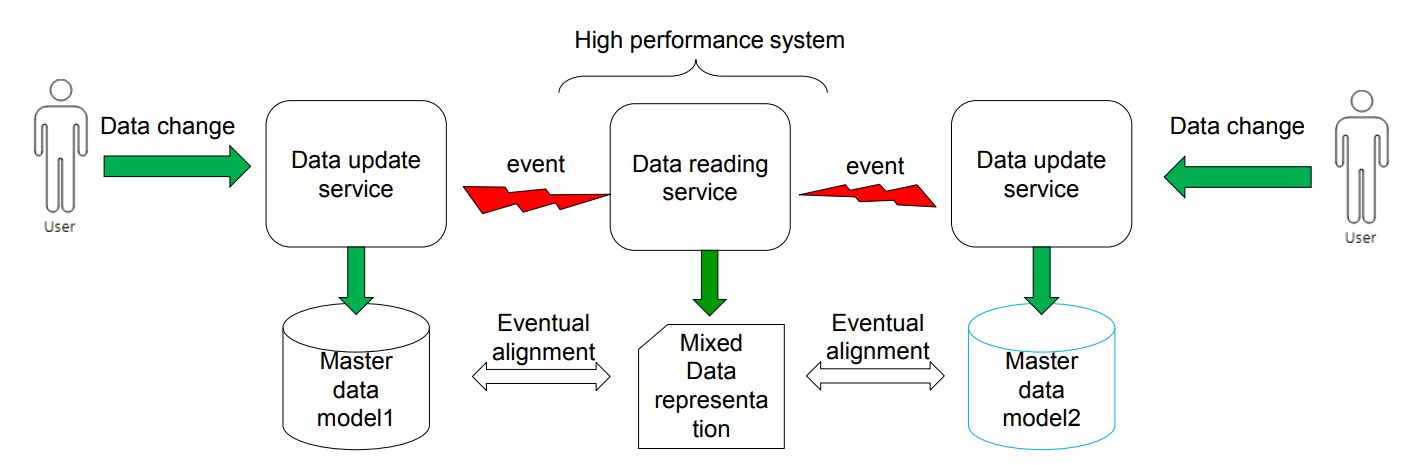 High performance system
Data change
User
Data update
service
event
Data reading
service
event
Data update
service
Data change
User
Master
data
model1
Eventual
alignment
Mixed
Data
representa
tion
Eventual
alignment
Master
data
model2